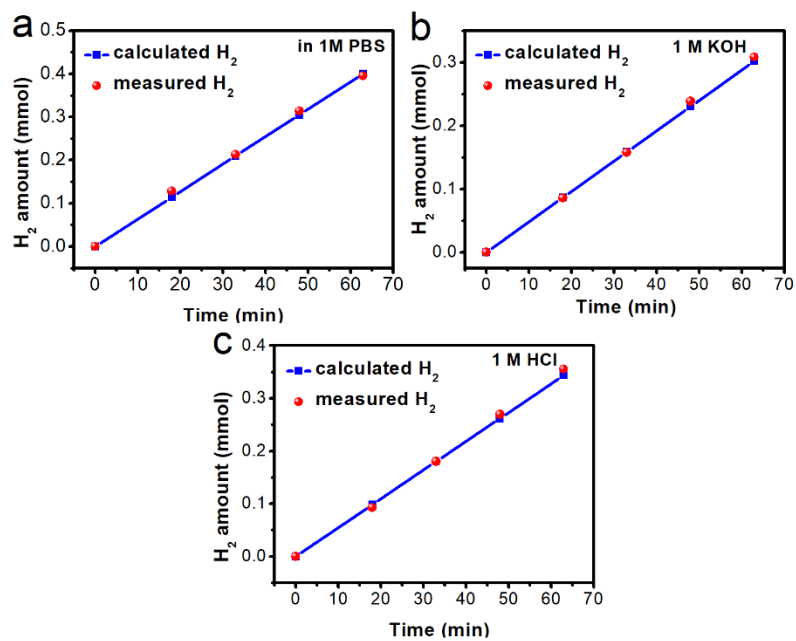 a
in 1M PBS
calculated H₂
measured H₂
H₂ amount (mmol)
0.5
0.4
0.3
0.2
0.1
0.0
0 10 20 30 40 50 60 70
Time (min)
b
1 M KOH
calculated H₂
measured H₂
H₂ amount (mmol)
0.3
0.2
0.1
0.0
0 10 20 30 40 50 60 70
Time (min)
c
1 M HCl
calculated H₂
measured H₂
H₂ amount (mmol)
0.4
0.3
0.2
0.1
0.0
0 10 20 30 40 50 60 70
Time (min)